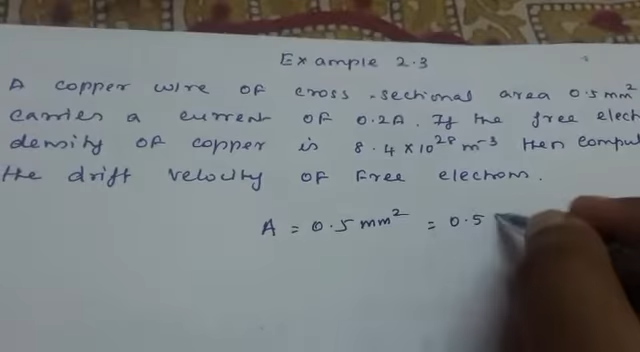 Example 2.3
A copper wire of cross-sectional area 0.5 mm²
carries a current of 0.2A. If the free elect
density of copper is 8.4 × 10²⁸ m⁻³ then comput
the drift velocity of free electrons.
A = 0.5 mm² = 0.5